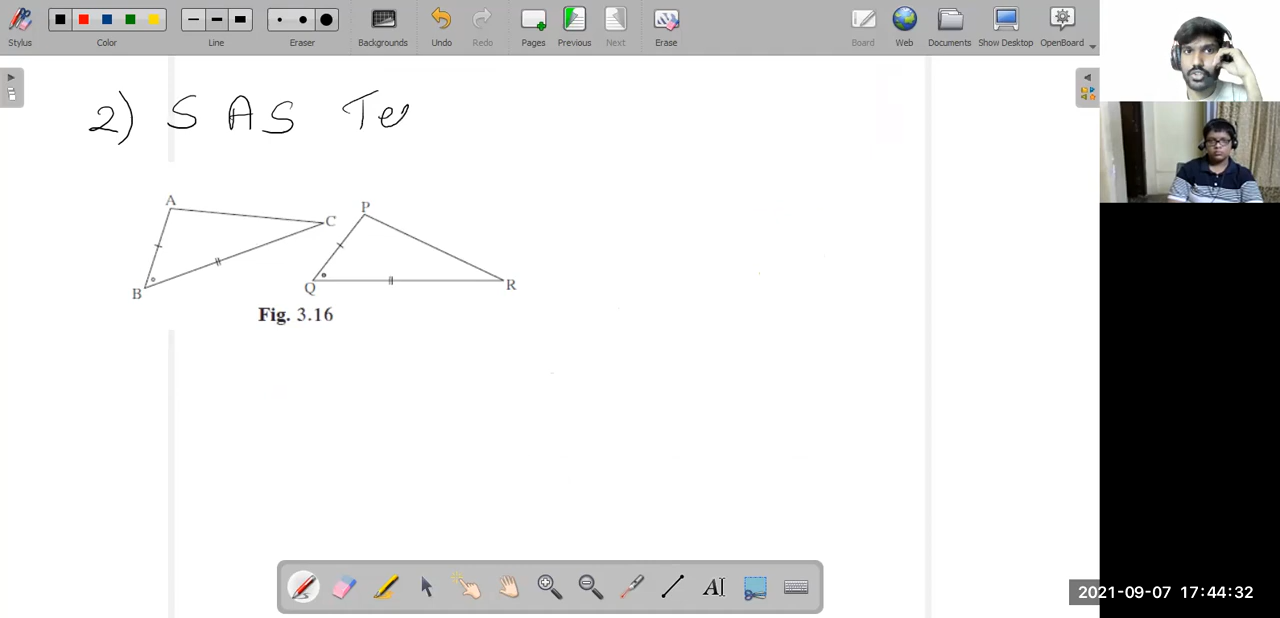 Stylus
Color
Line
Eraser
Backgrounds
Undo
Redo
Pages
Previous
Next
Erase
Board
Web
Documents
Show Desktop
OpenBoard
2) S A S Te
A
C
B
P
Q
R
Fig. 3.16
2021-09-07 17:44:32